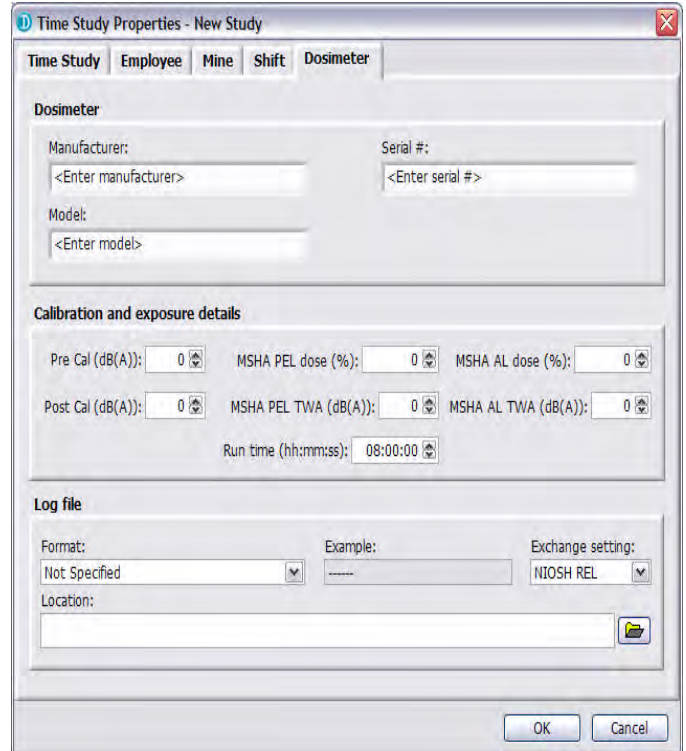 Time Study Properties - New Study
Time Study Employee Mine Shift Dosimeter
Dosimeter
Manufacturer: Serial #:
<Enter manufacturer> <Enter serial #>
Model:
<Enter model>
Calibration and exposure details
Pre Cal (dB(A)): 0 MSHA PEL dose (%): 0 MSHA AL dose (%): 0
Post Cal (dB(A)): 0 MSHA PEL TWA (dB(A)): 0 MSHA AL TWA (dB(A)): 0
Run time (hh:mm:ss): 08:00:00
Log file
Format: Example: Exchange setting:
Not Specified ------ NIOSH REL
Location:
OK Cancel